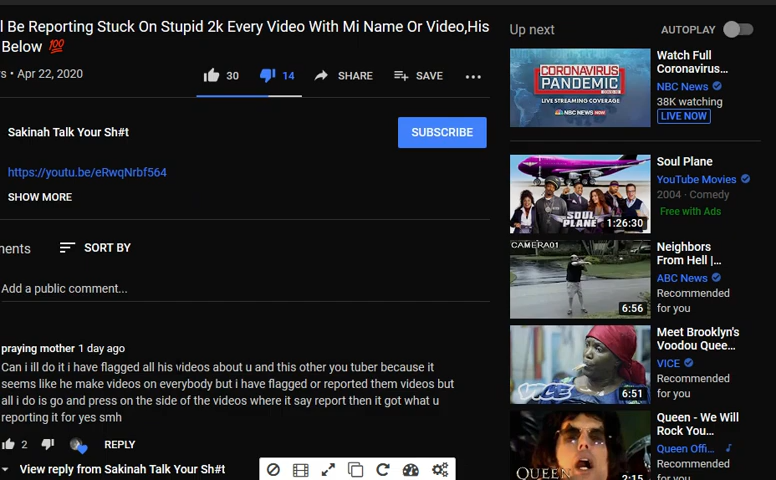 l Be Reporting Stuck On Stupid 2k Every Video With Mi Name Or Video,His
Below 💯
s • Apr 22, 2020
30
14
SHARE
SAVE
Sakinah Talk Your Sh#t
SUBSCRIBE
https://youtu.be/eRwqNrbf564
SHOW MORE
nents
SORT BY
Add a public comment...
praying mother 1 day ago
Can i ill do it i have flagged all his videos about u and this other you tuber because it
seems like he make videos on everybody but i have flagged or reported them videos but
all i do is go and press on the side of the videos where it say report then it got what u
reporting it for yes smh
2
REPLY
View reply from Sakinah Talk Your Sh#t
Up next
AUTOPLAY
CORONAVIRUS
PANDEMIC
LIVE STREAMING COVERAGE
NBC NEWS NOW
Watch Full
Coronavirus...
NBC News
38K watching
LIVE NOW
SOUL
PLANE
1:26:30
Soul Plane
YouTube Movies
2004 - Comedy
Free with Ads
CAMERA01
6:56
Neighbors
From Hell |...
ABC News
Recommended
for you
VICE
6:51
Meet Brooklyn's
Voodou Quee...
VICE
Recommended
for you
QUEEN
2:15
Queen - We Will
Rock You...
Queen Offi...
Recommended
for you